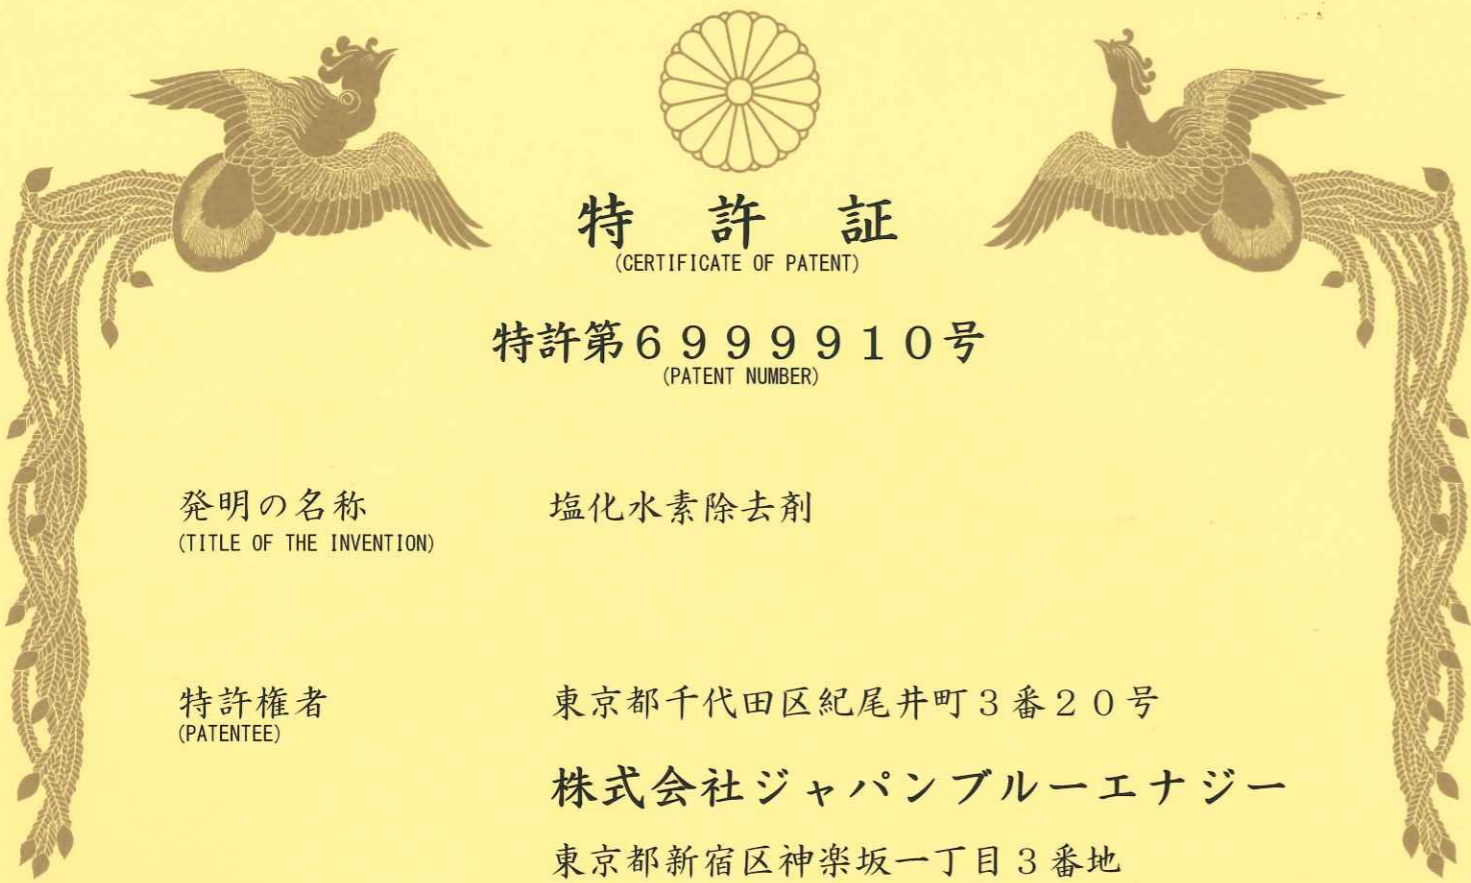 特許証
(CERTIFICATE OF PATENT)
特許第6999910号
(PATENT NUMBER)
発明の名称 塩化水素除去剤
(TITLE OF THE INVENTION)
特許権者 東京都千代田区紀尾井町3番20号
(PATENTEE)
株式会社ジャパンブルーエナジー
東京都新宿区神楽坂一丁目3番地